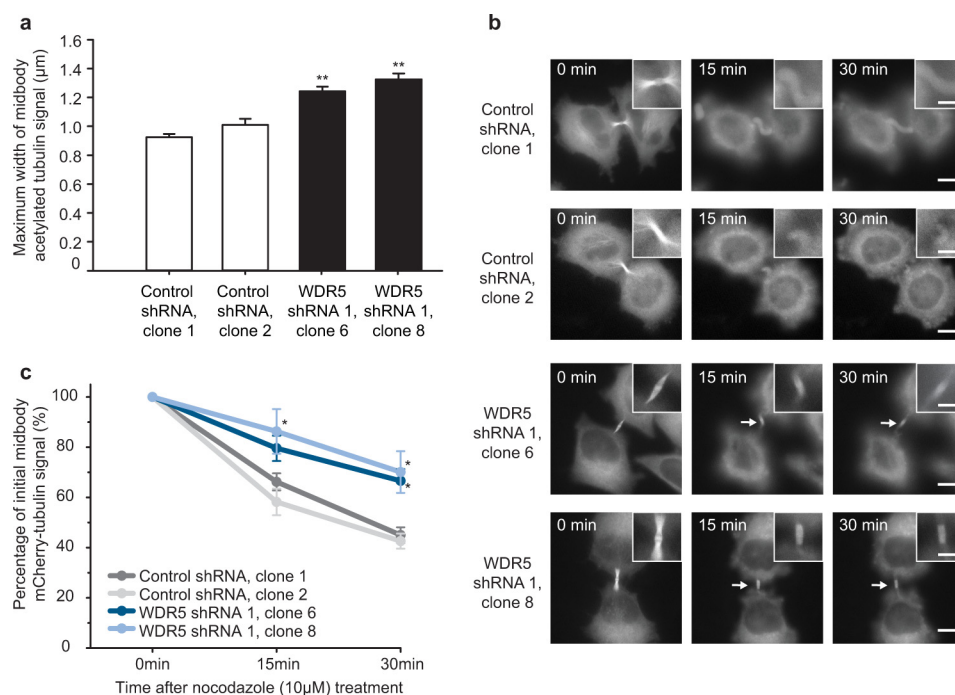 a
Maximum width of midbody
acetylated tubulin signal (μm)
1.6
1.4
1.2
1.0
0.8
0.6
0.4
0.2
0
**
**
Control
shRNA,
clone 1
Control
shRNA,
clone 2
WDR5
shRNA 1,
clone 6
WDR5
shRNA 1,
clone 8
b
Control
shRNA,
clone 1
0 min
15 min
30 min
Control
shRNA,
clone 2
0 min
15 min
30 min
WDR5
shRNA 1,
clone 6
0 min
15 min
30 min
WDR5
shRNA 1,
clone 8
0 min
15 min
30 min
c
Percentage of initial midbody
mCherry-tubulin signal (%)
100
80
60
40
20
0
*
*
*
Control shRNA, clone 1
Control shRNA, clone 2
WDR5 shRNA 1, clone 6
WDR5 shRNA 1, clone 8
0min
15min
30min
Time after nocodazole (10μM) treatment